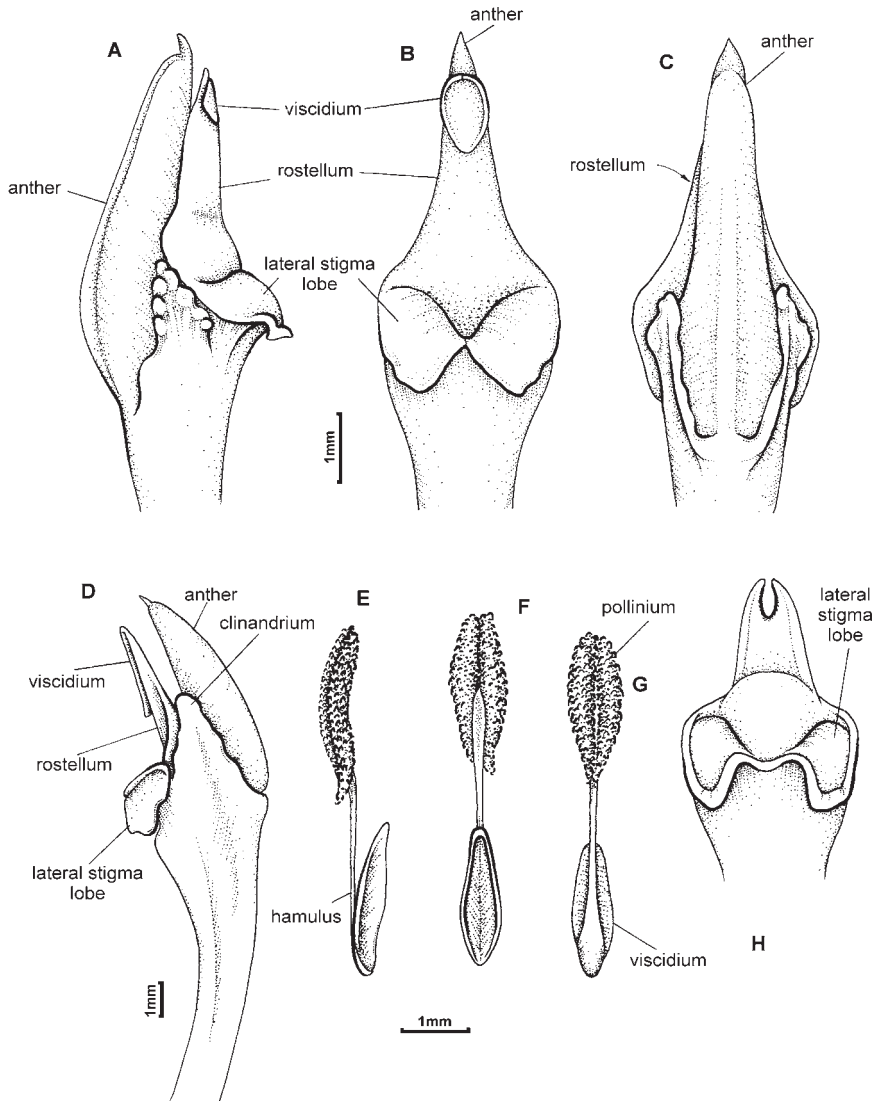 A
B
anther
C
anther
viscidium
rostellum
rostellum
anther
lateral stigma
lobe
1mm
D
anther
clinandrium
E
F
pollinium
lateral
stigma
lobe
viscidium
G
rostellum
lateral stigma
lobe
hamulus
viscidium
H
1mm
1mm